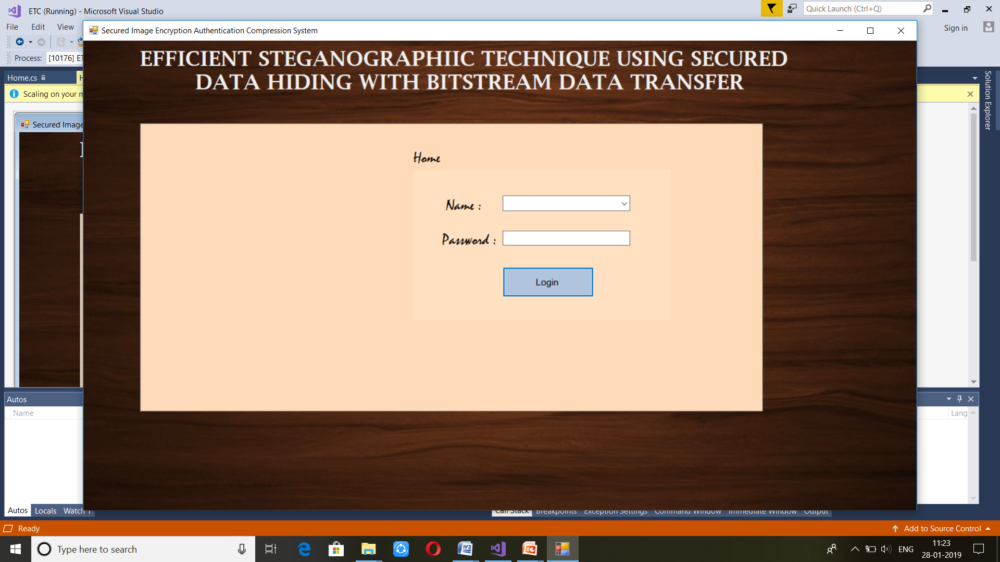 ETC (Running) - Microsoft Visual Studio
Quick Launch (Ctrl+Q)
File Edit View
Sign in
Process: [10176] ET
Secured Image Encryption Authentication Compression System
EFFICIENT STEGANOGRAPHIIC TECHNIQUE USING SECURED
DATA HIDING WITH BITSTREAM DATA TRANSFER
Home.cs
Scaling on your
Solution Explorer
Secured Image
Home
Name :
Password :
Login
Autos
Name
Lang
Autos Locals Watch 1
Call Stack Breakpoints Exception Settings Command Window Immediate Window Output
Ready
Add to Source Control
Type here to search
ENG
11:23
28-01-2019